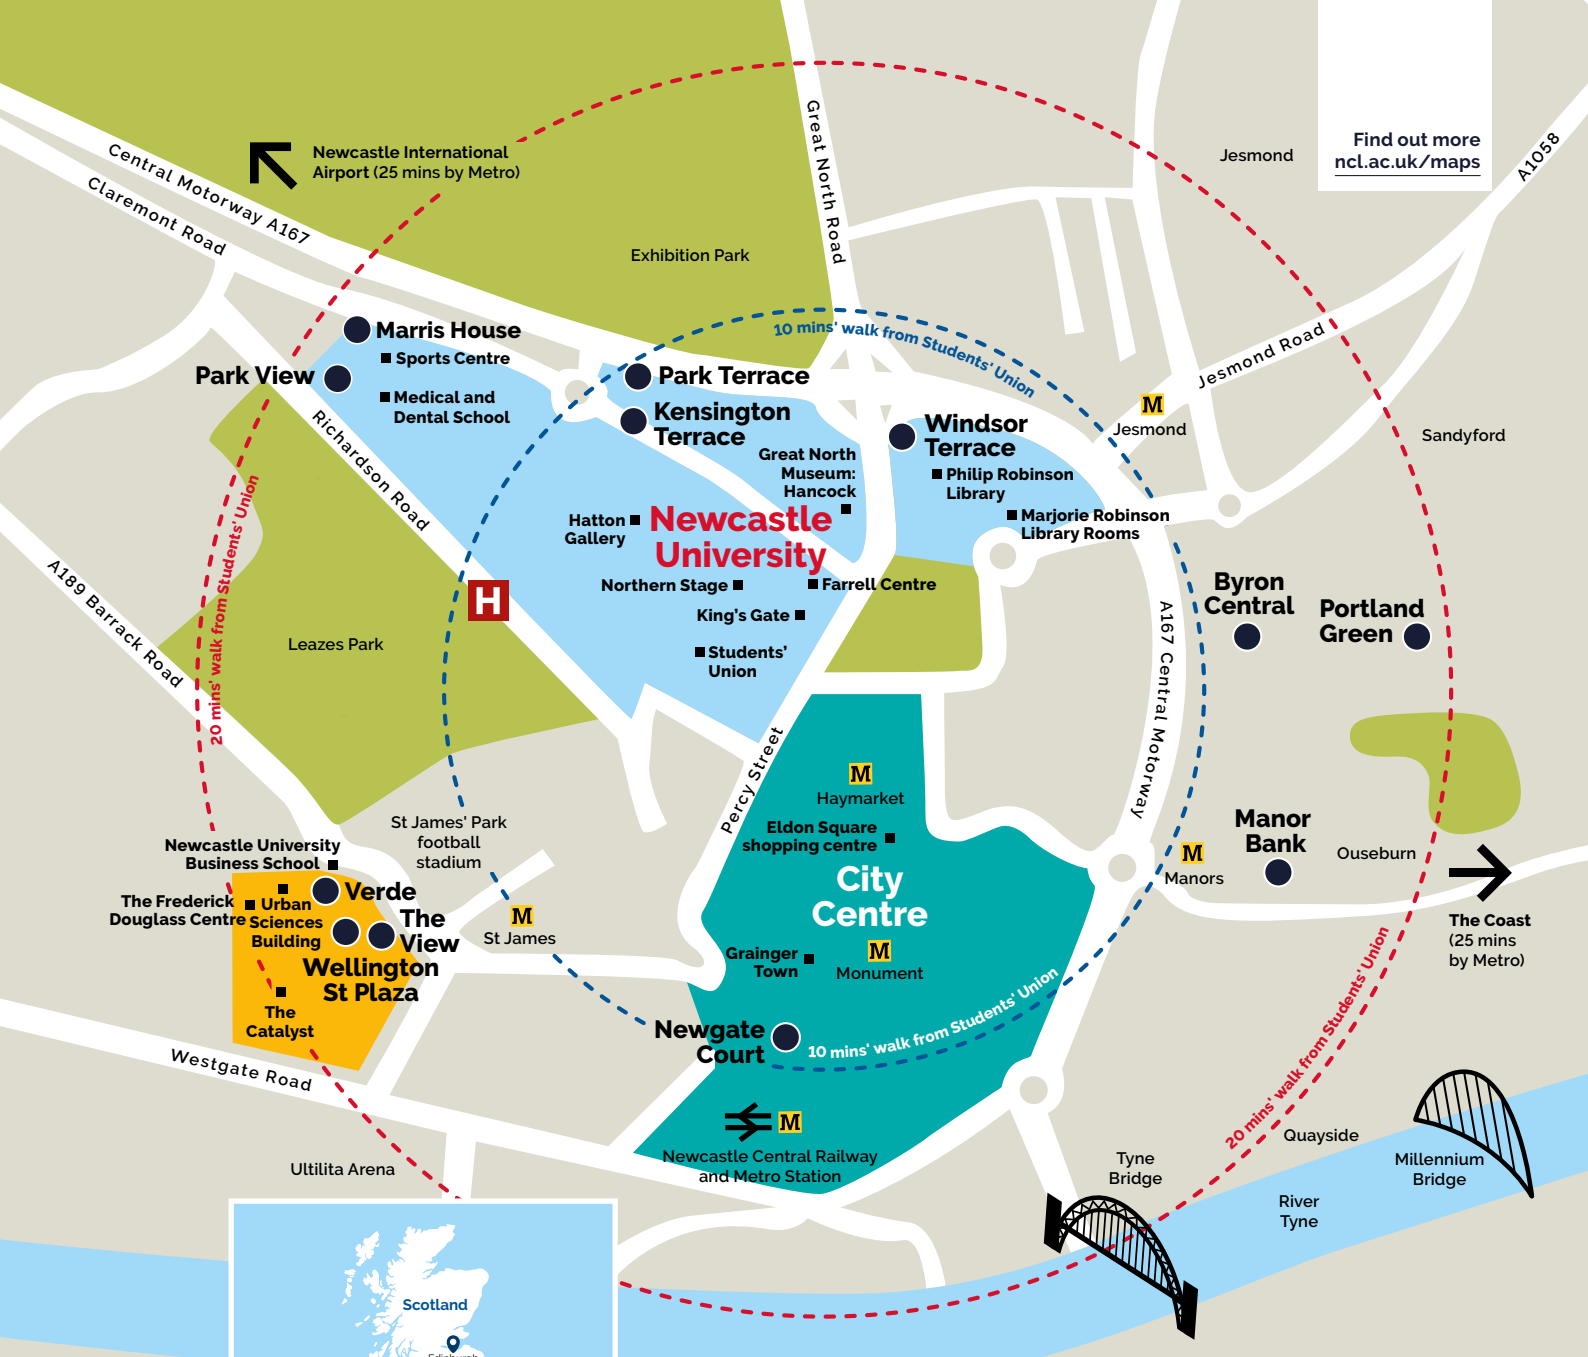 Find out more
ncl.ac.uk/maps
A1058
Jesmond
Great North Road
Newcastle International
Airport (25 mins by Metro)
Central Motorway A167
Claremont Road
Exhibition Park
10 mins' walk from Students' Union
Jesmond Road
Marris House
Sports Centre
Park View
Medical and
Dental School
Park Terrace
Kensington
Terrace
Windsor
Terrace
M
Jesmond
Sandyford
Richardson Road
Great North
Museum:
Hancock
Philip Robinson
Library
Marjorie Robinson
Library Rooms
Hatton
Gallery
Newcastle
University
20 mins' walk from Students' Union
A189 Barrack Road
H
Northern Stage
Farrell Centre
King's Gate
Students'
Union
Leazes Park
Byron
Central
Portland
Green
A167 Central Motorway
Percy Street
M
Haymarket
Eldon Square
shopping centre
City
Centre
St James' Park
football
stadium
Newcastle University
Business School
Verde
The Frederick
Douglass Centre
Urban
Sciences
Building
The
View
Wellington
St Plaza
The
Catalyst
M
St James
Grainger
Town
M
Monument
M
Manors
Manor
Bank
Ouseburn
The Coast
(25 mins
by Metro)
Newgate
Court
10 mins' walk from Students' Union
20 mins' walk from Students' Union
Westgate Road
M
Newcastle Central Railway
and Metro Station
Ultilita Arena
Quayside
Tyne
Bridge
Millennium
Bridge
River
Tyne
Scotland
Edinburgh